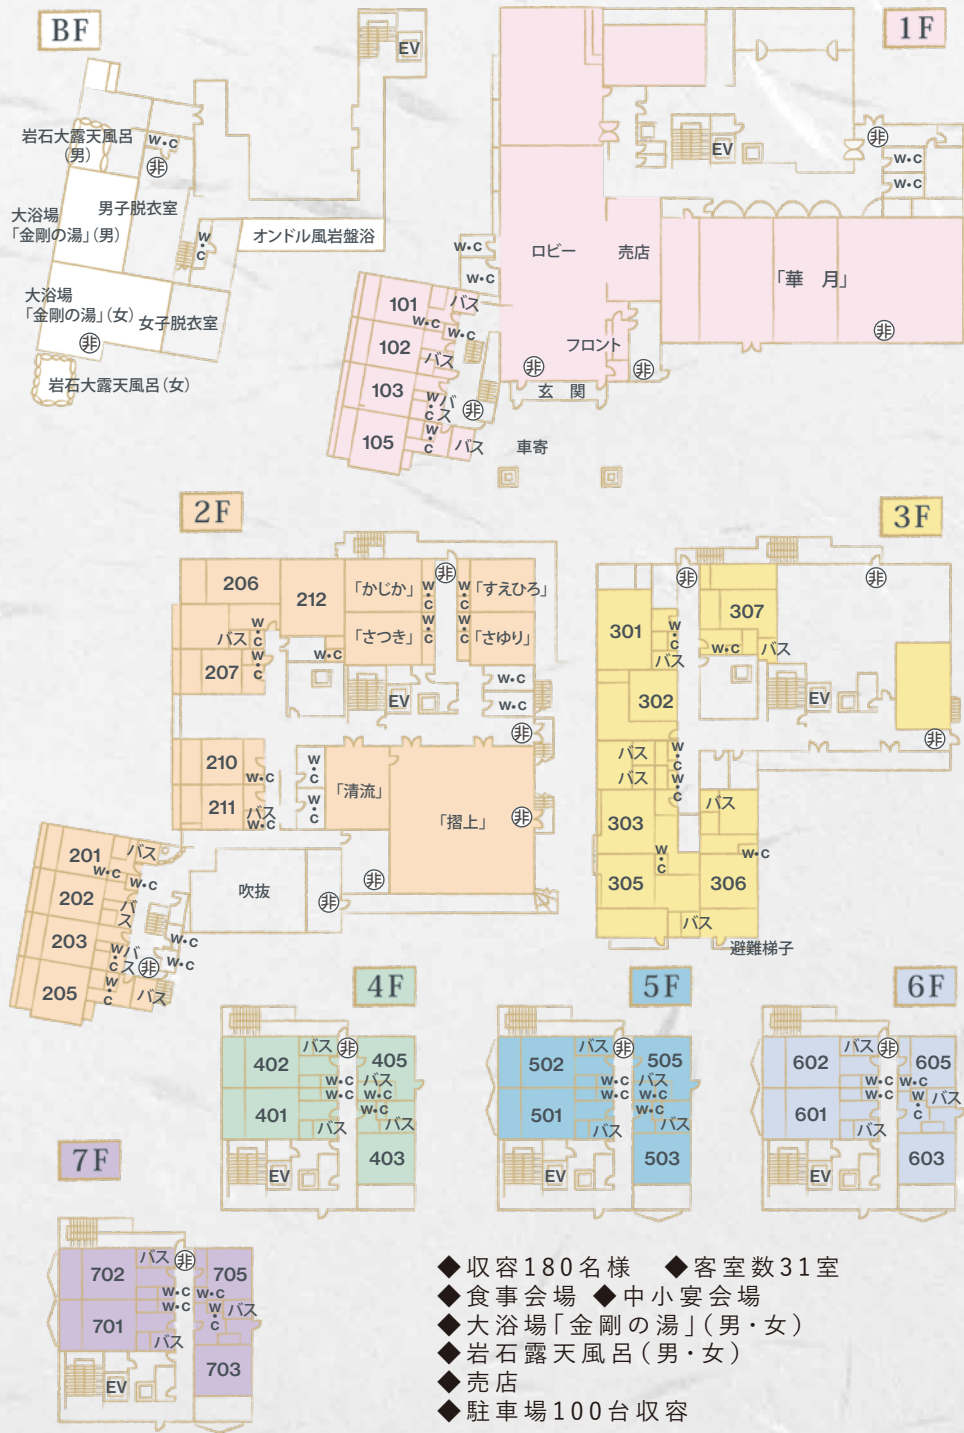 BF
EV
岩石大露天風呂
(男)
W・C
非
大浴場
「金剛の湯」(男)
男子脱衣室
W・C
オンドル風岩盤浴
大浴場
「金剛の湯」(女)
女子脱衣室
非
岩石大露天風呂(女)
1F
EV
非
W・C
W・C
ロビー
売店
「華 月」
W・C
W・C
101
バス
W・C
W・C
102
バス
フロント
非
非
非
103
W・C
バス
非
玄 関
105
W・C
バス
車寄
2F
206
212
「かじか」
W・C
非
W・C
「すえひろ」
バス
W・C
「さつき」
W・C
W・C
「さゆり」
207
W・C
W・C
EV
W・C
W・C
非
210
W・C
W・C
「清流」
「摺上」
211
バス
W・C
W・C
非
201
バス
W・C
W・C
202
バス
吹抜
非
非
203
W・C
バス
非
W・C
W・C
205
W・C
バス
3F
非
非
301
W・C
バス
307
W・C
バス
302
EV
非
バス
W・C
バス
W・C
303
バス
W・C
W・C
305
306
バス
避難梯子
4F
402
バス
非
405
W・C
バス
W・C
W・C
401
W・C
バス
バス
EV
403
5F
502
バス
非
505
W・C
バス
W・C
W・C
501
W・C
バス
バス
EV
503
6F
602
バス
非
605
W・C
W・C
バス
601
W・C
W・C
バス
EV
603
7F
702
バス
非
705
W・C
W・C
バス
701
W・C
W・C
バス
EV
703
◆収容180名様 ◆客室数31室
◆食事会場 ◆中小宴会場
◆大浴場「金剛の湯」(男・女)
◆岩石露天風呂(男・女)
◆売店
◆駐車場100台収容